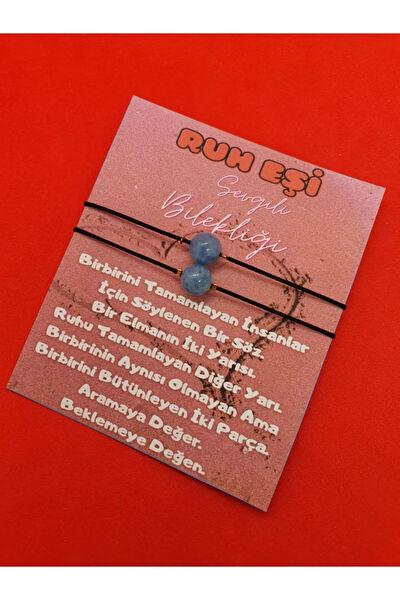 RUH EŞİ
Sevgili
Bilekliği
Birbirini Tamamlayan İnsanlar
İçin Söylenen Bir Söz.
Bir Elmanın İki Yarısı.
Ruhu Tamamlayan Diğer Yarı.
Birbirinin Aynısı Olmayan Ama
Birbirini Bütünleyen İki Parça.
Aramaya Değer.
Beklemeye Değen.